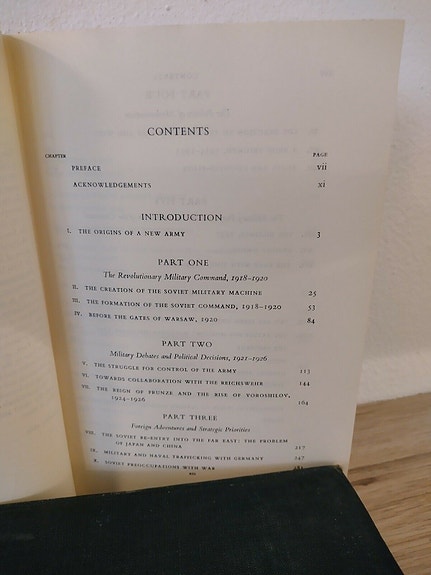 CONTENTS
CHAPTER PAGE
PREFACE vii
ACKNOWLEDGEMENTS xi
INTRODUCTION
I. THE ORIGINS OF A NEW ARMY 3
PART ONE
The Revolutionary Military Command, 1918–1920
II. THE CREATION OF THE SOVIET MILITARY MACHINE 25
III. THE FORMATION OF THE SOVIET COMMAND, 1918–1920 53
IV. BEFORE THE GATES OF WARSAW, 1920 84
PART TWO
Military Debates and Political Decisions, 1921–1926
V. THE STRUGGLE FOR CONTROL OF THE ARMY 113
VI. TOWARDS COLLABORATION WITH THE REICHSWEHR 144
VII. THE REIGN OF FRUNZE AND THE RISE OF VOROSHILOV,
1924–1926 164
PART THREE
Foreign Adventures and Strategic Priorities
VIII. THE SOVIET RE-ENTRY INTO THE FAR EAST: THE PROBLEM
OF JAPAN AND CHINA 217
IX. MILITARY AND NAVAL TRAFFICKING WITH GERMANY 247
X. SOVIET PREOCCUPATIONS WITH WAR